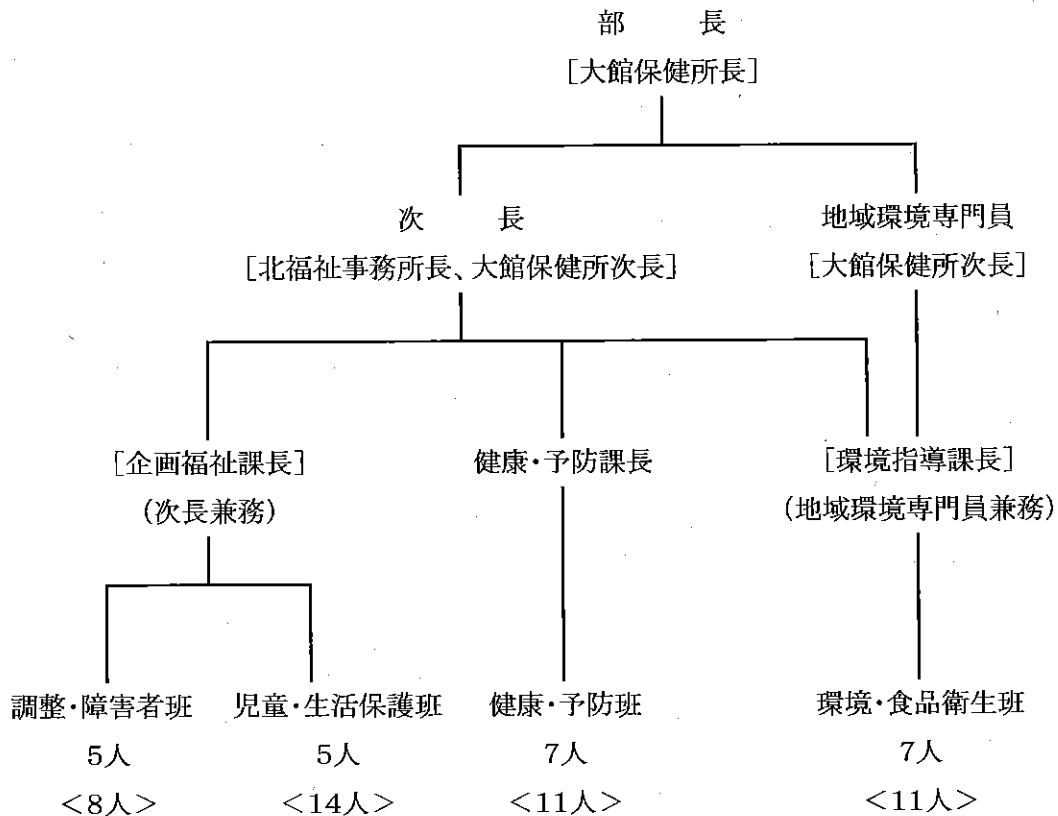 部　　長
［大館保健所長］
次　　長
［北福祉事務所長、大館保健所次長］
地域環境専門員
［大館保健所次長］
［企画福祉課長］
（次長兼務）
健康・予防課長
［環境指導課長］
（地域環境専門員兼務）
調整・障害者班
5人
＜8人＞
児童・生活保護班
5人
＜14人＞
健康・予防班
7人
＜11人＞
環境・食品衛生班
7人
＜11人＞